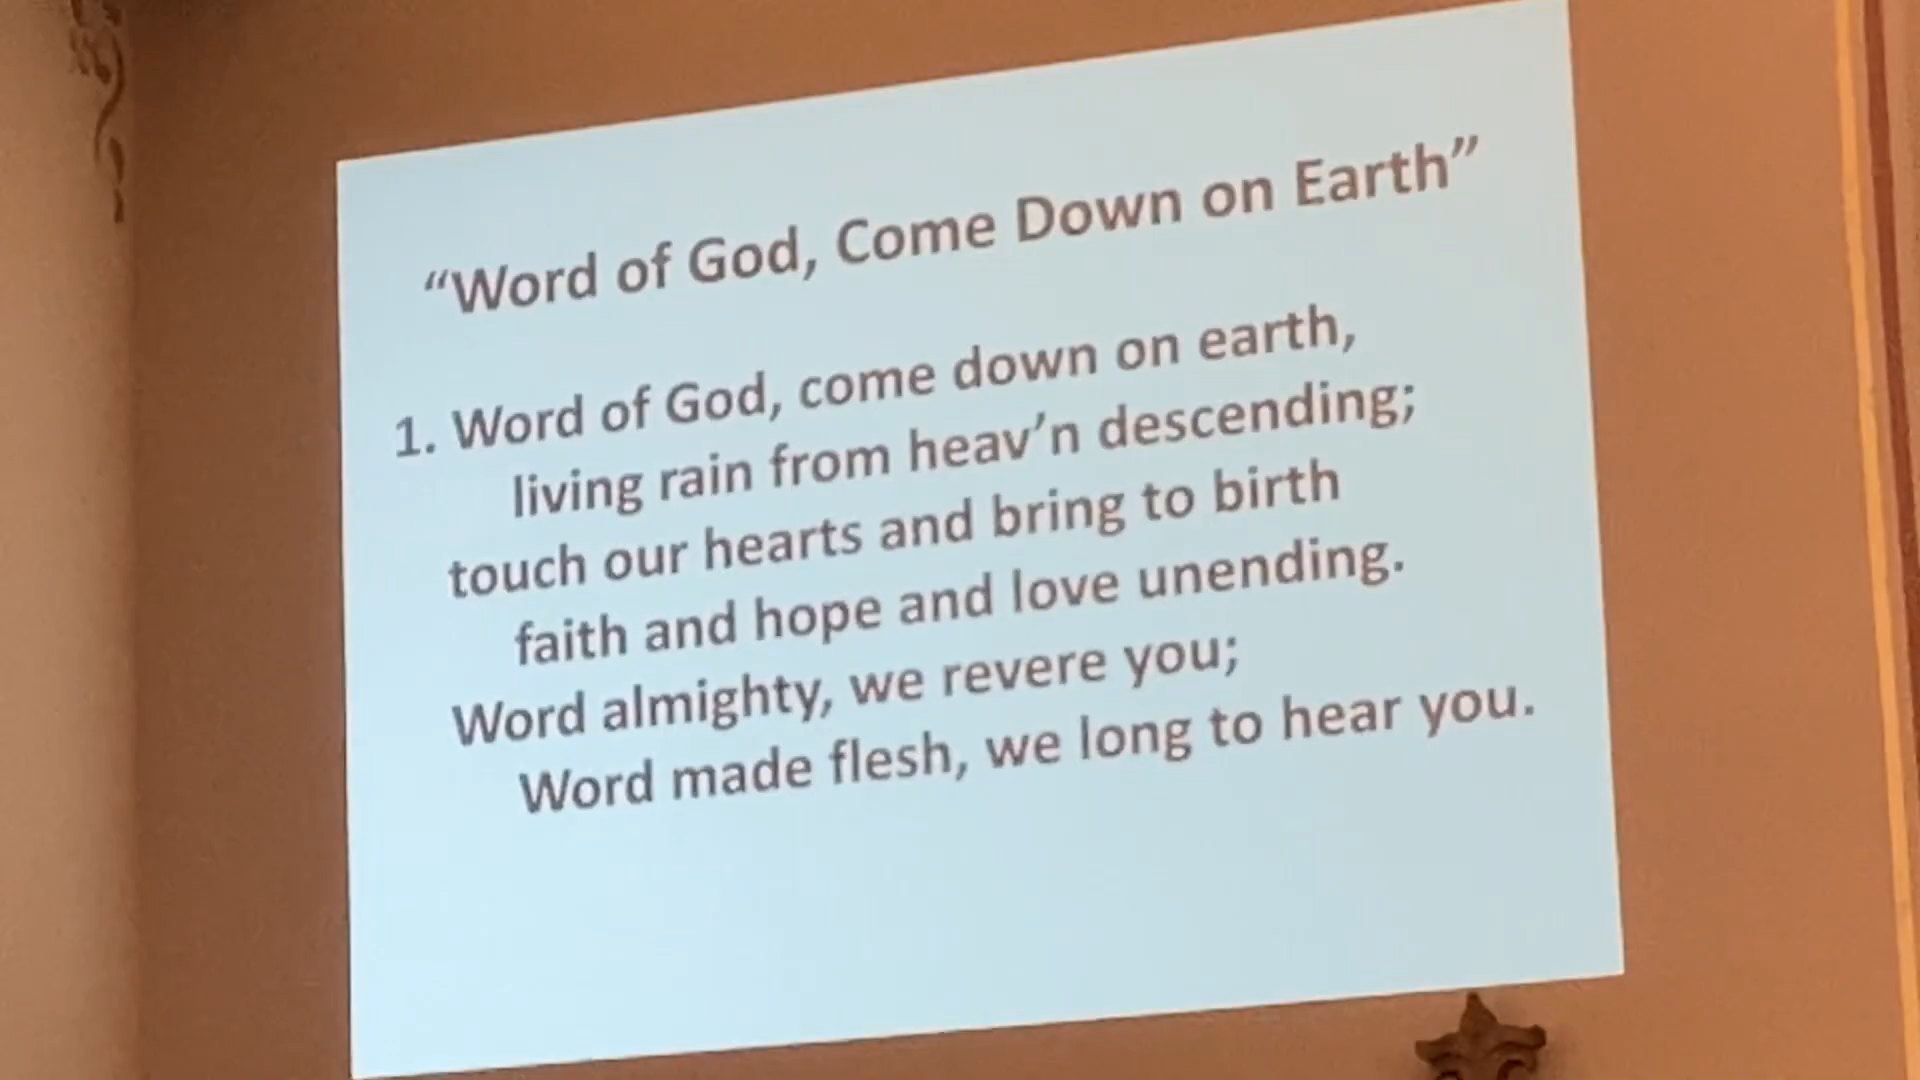 “Word of God, Come Down on Earth”
1. Word of God, come down on earth,
living rain from heav’n descending;
touch our hearts and bring to birth
faith and hope and love unending.
Word almighty, we revere you;
Word made flesh, we long to hear you.